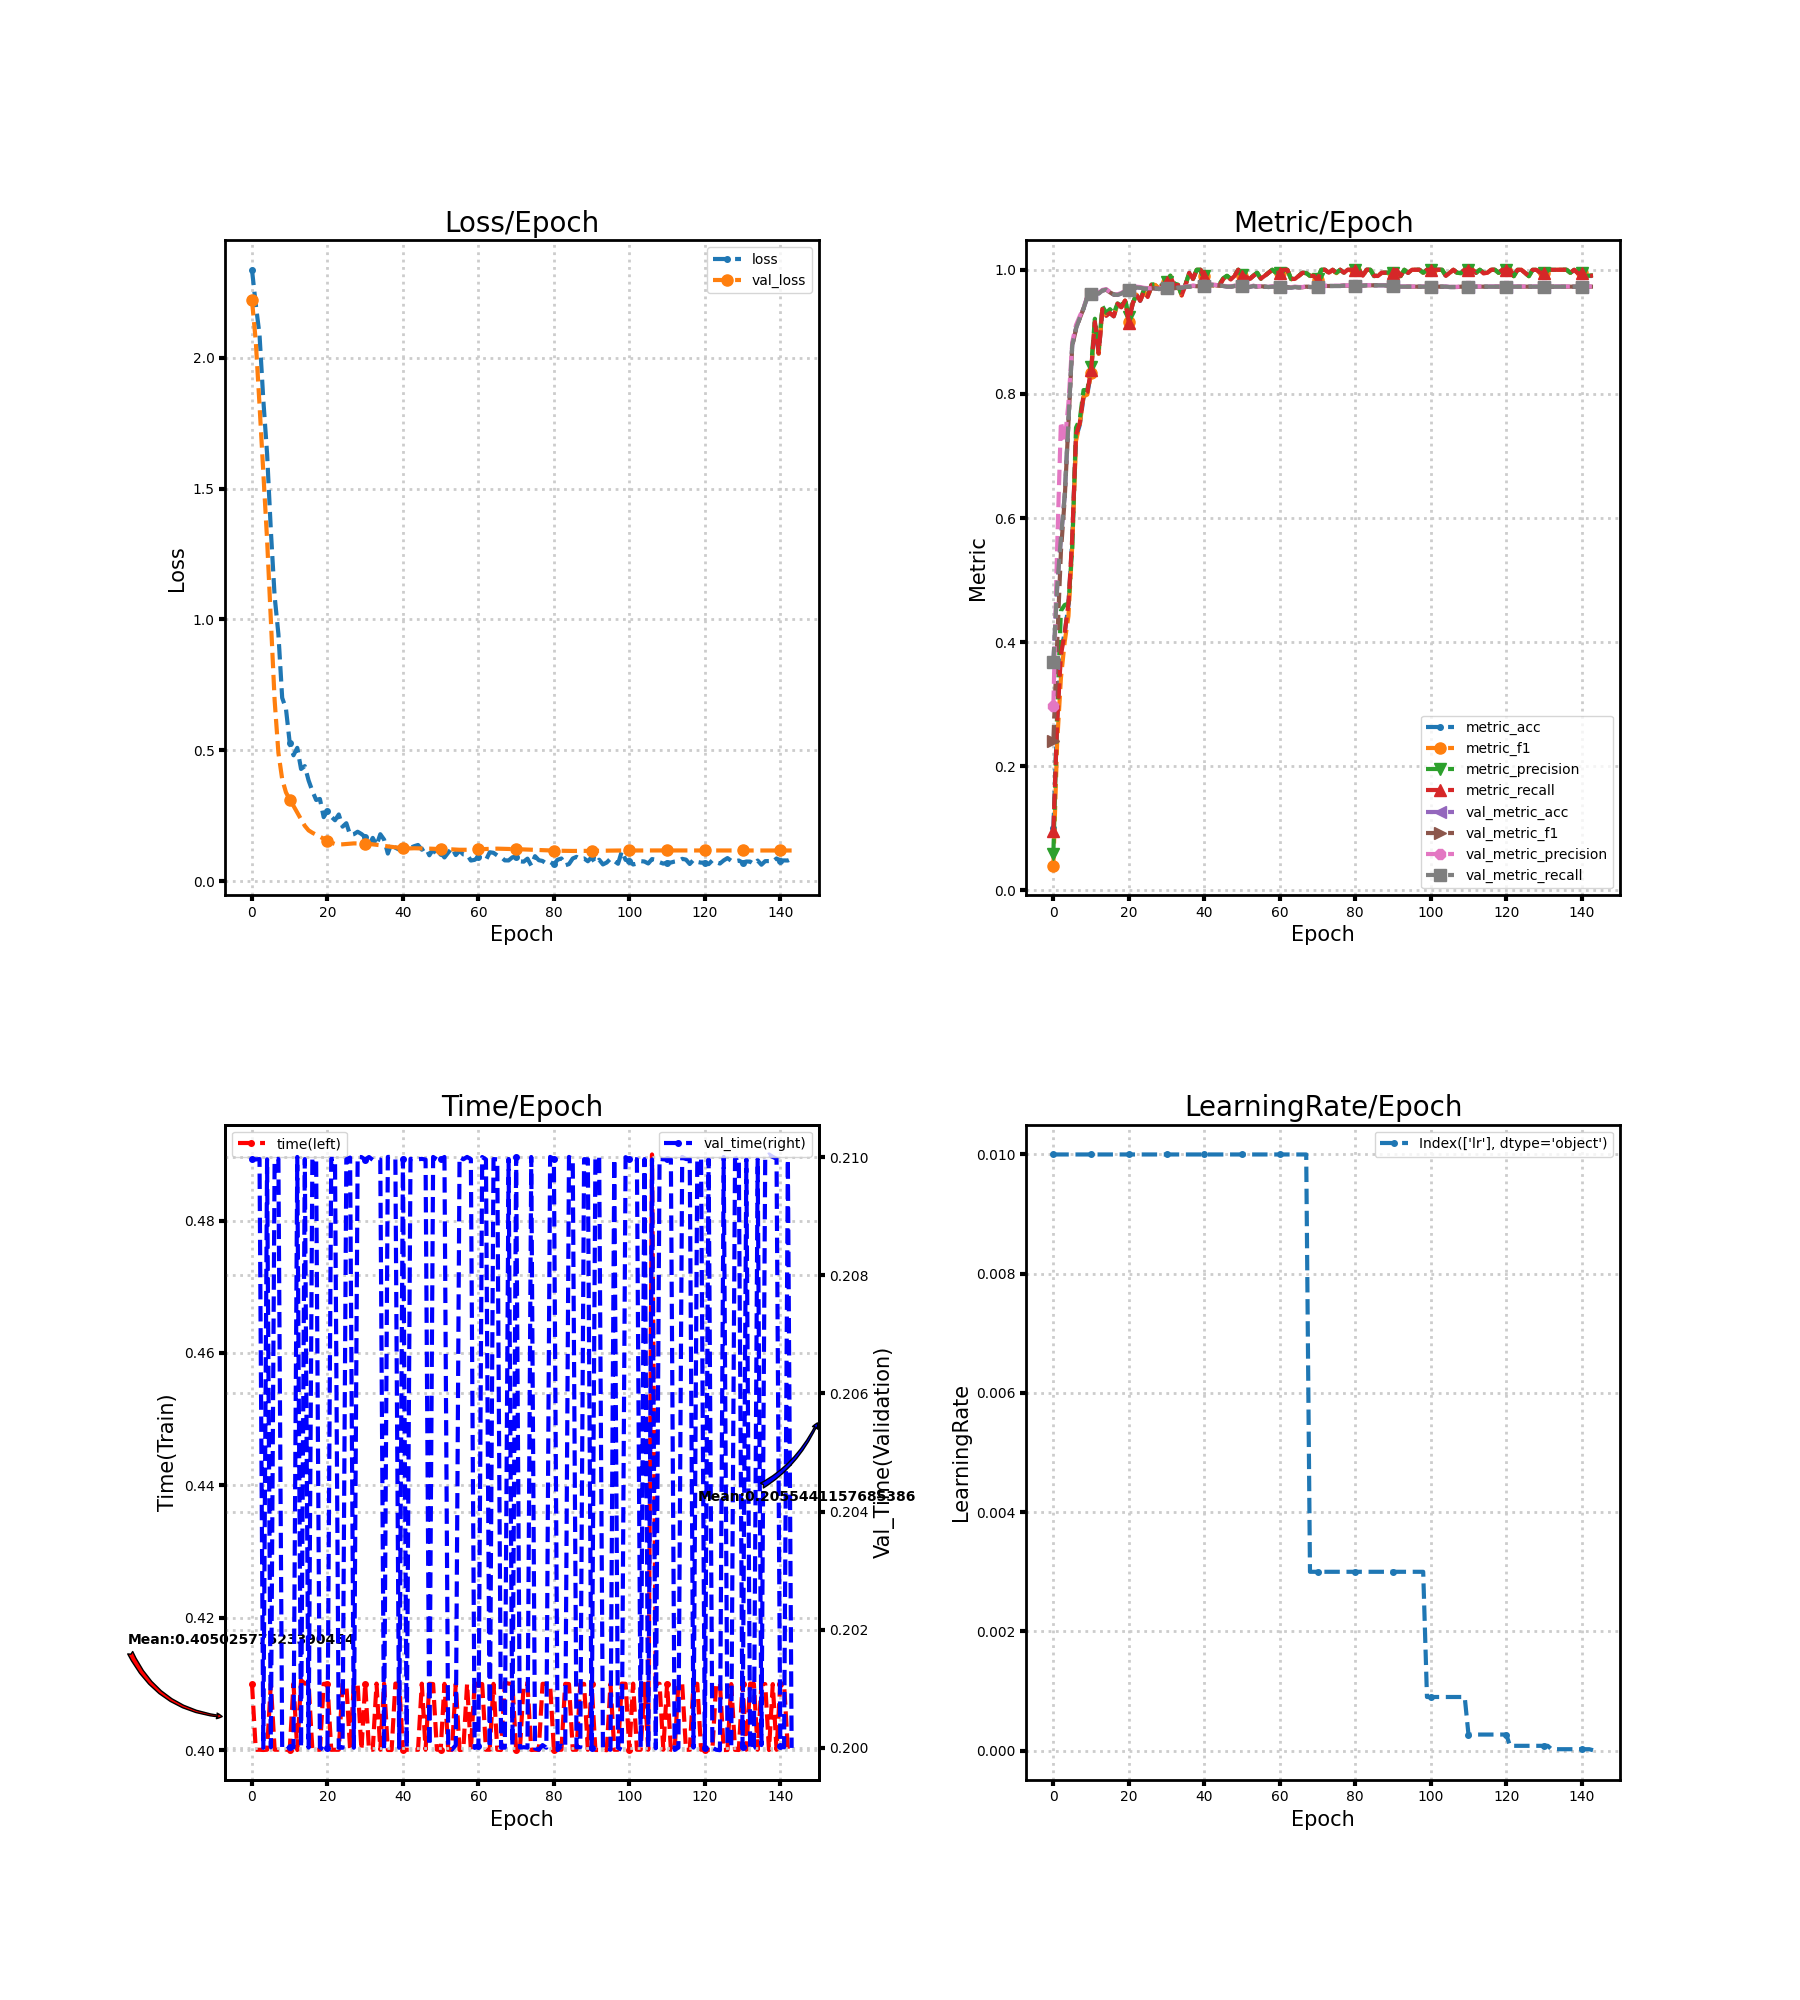 Loss/Epoch
loss
val_loss
2.0
1.5
1.0
0.5
0.0
Loss
0 20 40 60 80 100 120 140
Epoch
Metric/Epoch
1.0
0.8
0.6
0.4
0.2
0.0
Metric
metric_acc
metric_f1
metric_precision
metric_recall
val_metric_acc
val_metric_f1
val_metric_precision
val_metric_recall
0 20 40 60 80 100 120 140
Epoch
Time/Epoch
time(left)
val_time(right)
0.48
0.46
0.44
0.42
0.40
Time(Train)
0.210
0.208
0.206
0.204
0.202
0.200
Val_Time(Validation)
Mean:0.2055441157685386
0 20 40 60 80 100 120 140
Epoch
LearningRate/Epoch
Index(['lr'], dtype='object')
0.010
0.008
0.006
0.004
0.002
0.000
LearningRate
0 20 40 60 80 100 120 140
Epoch